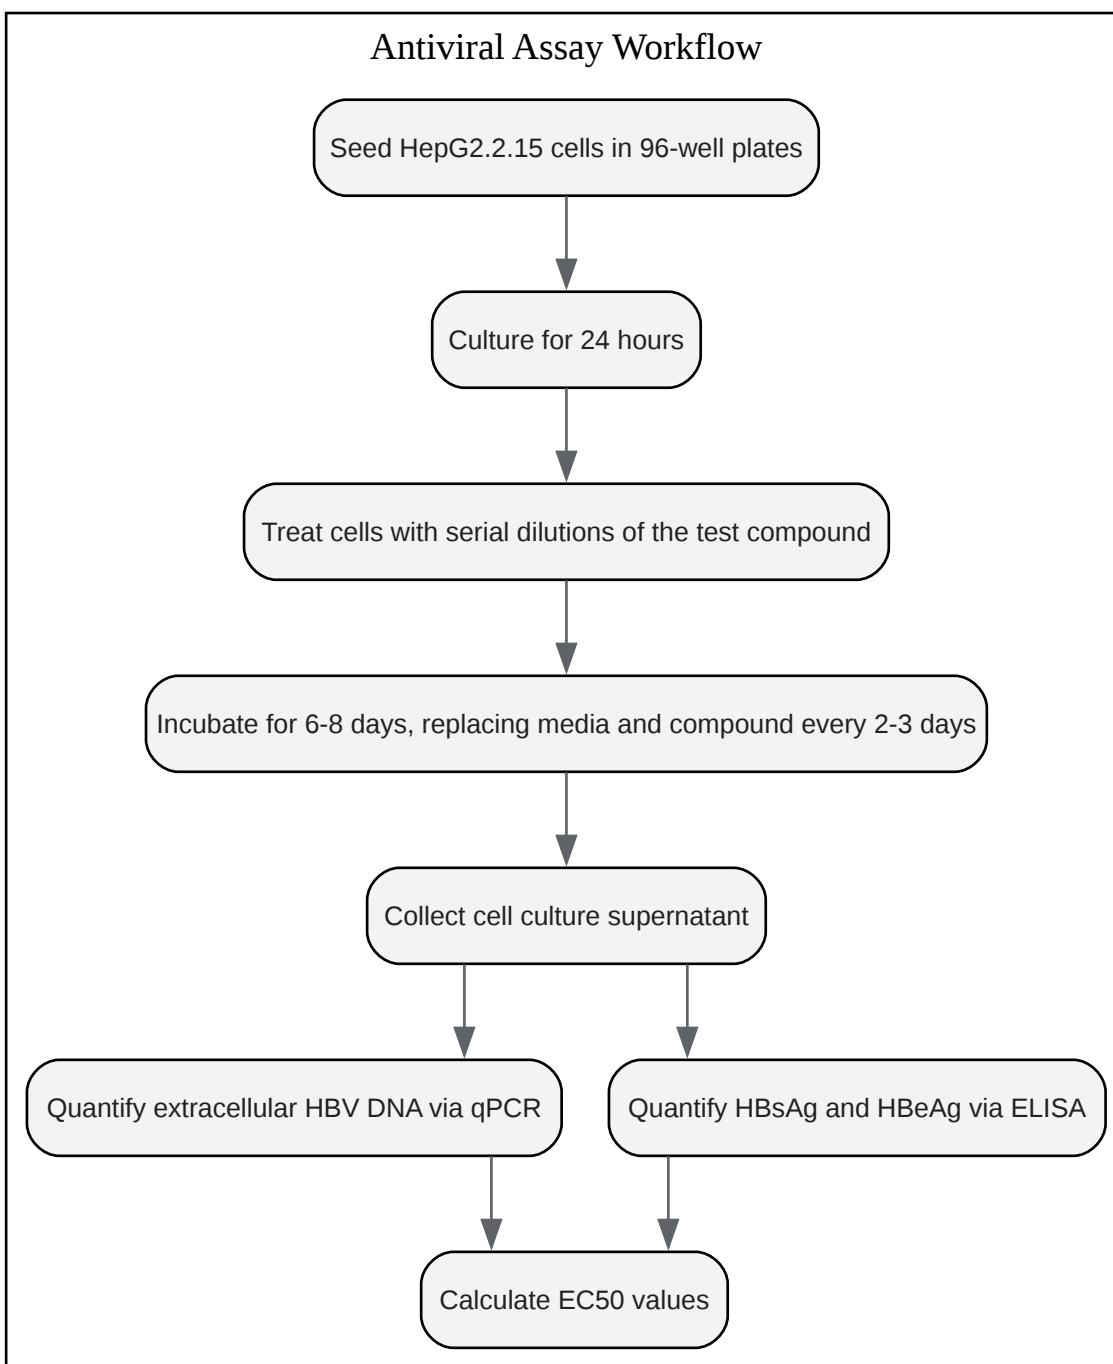 Antiviral Assay Workflow
Seed HepG2.2.15 cells in 96-well plates
Culture for 24 hours
Treat cells with serial dilutions of the test compound
Incubate for 6-8 days, replacing media and compound every 2-3 days
Collect cell culture supernatant
Quantify extracellular HBV DNA via qPCR
Quantify HBsAg and HBeAg via ELISA
Calculate EC50 values